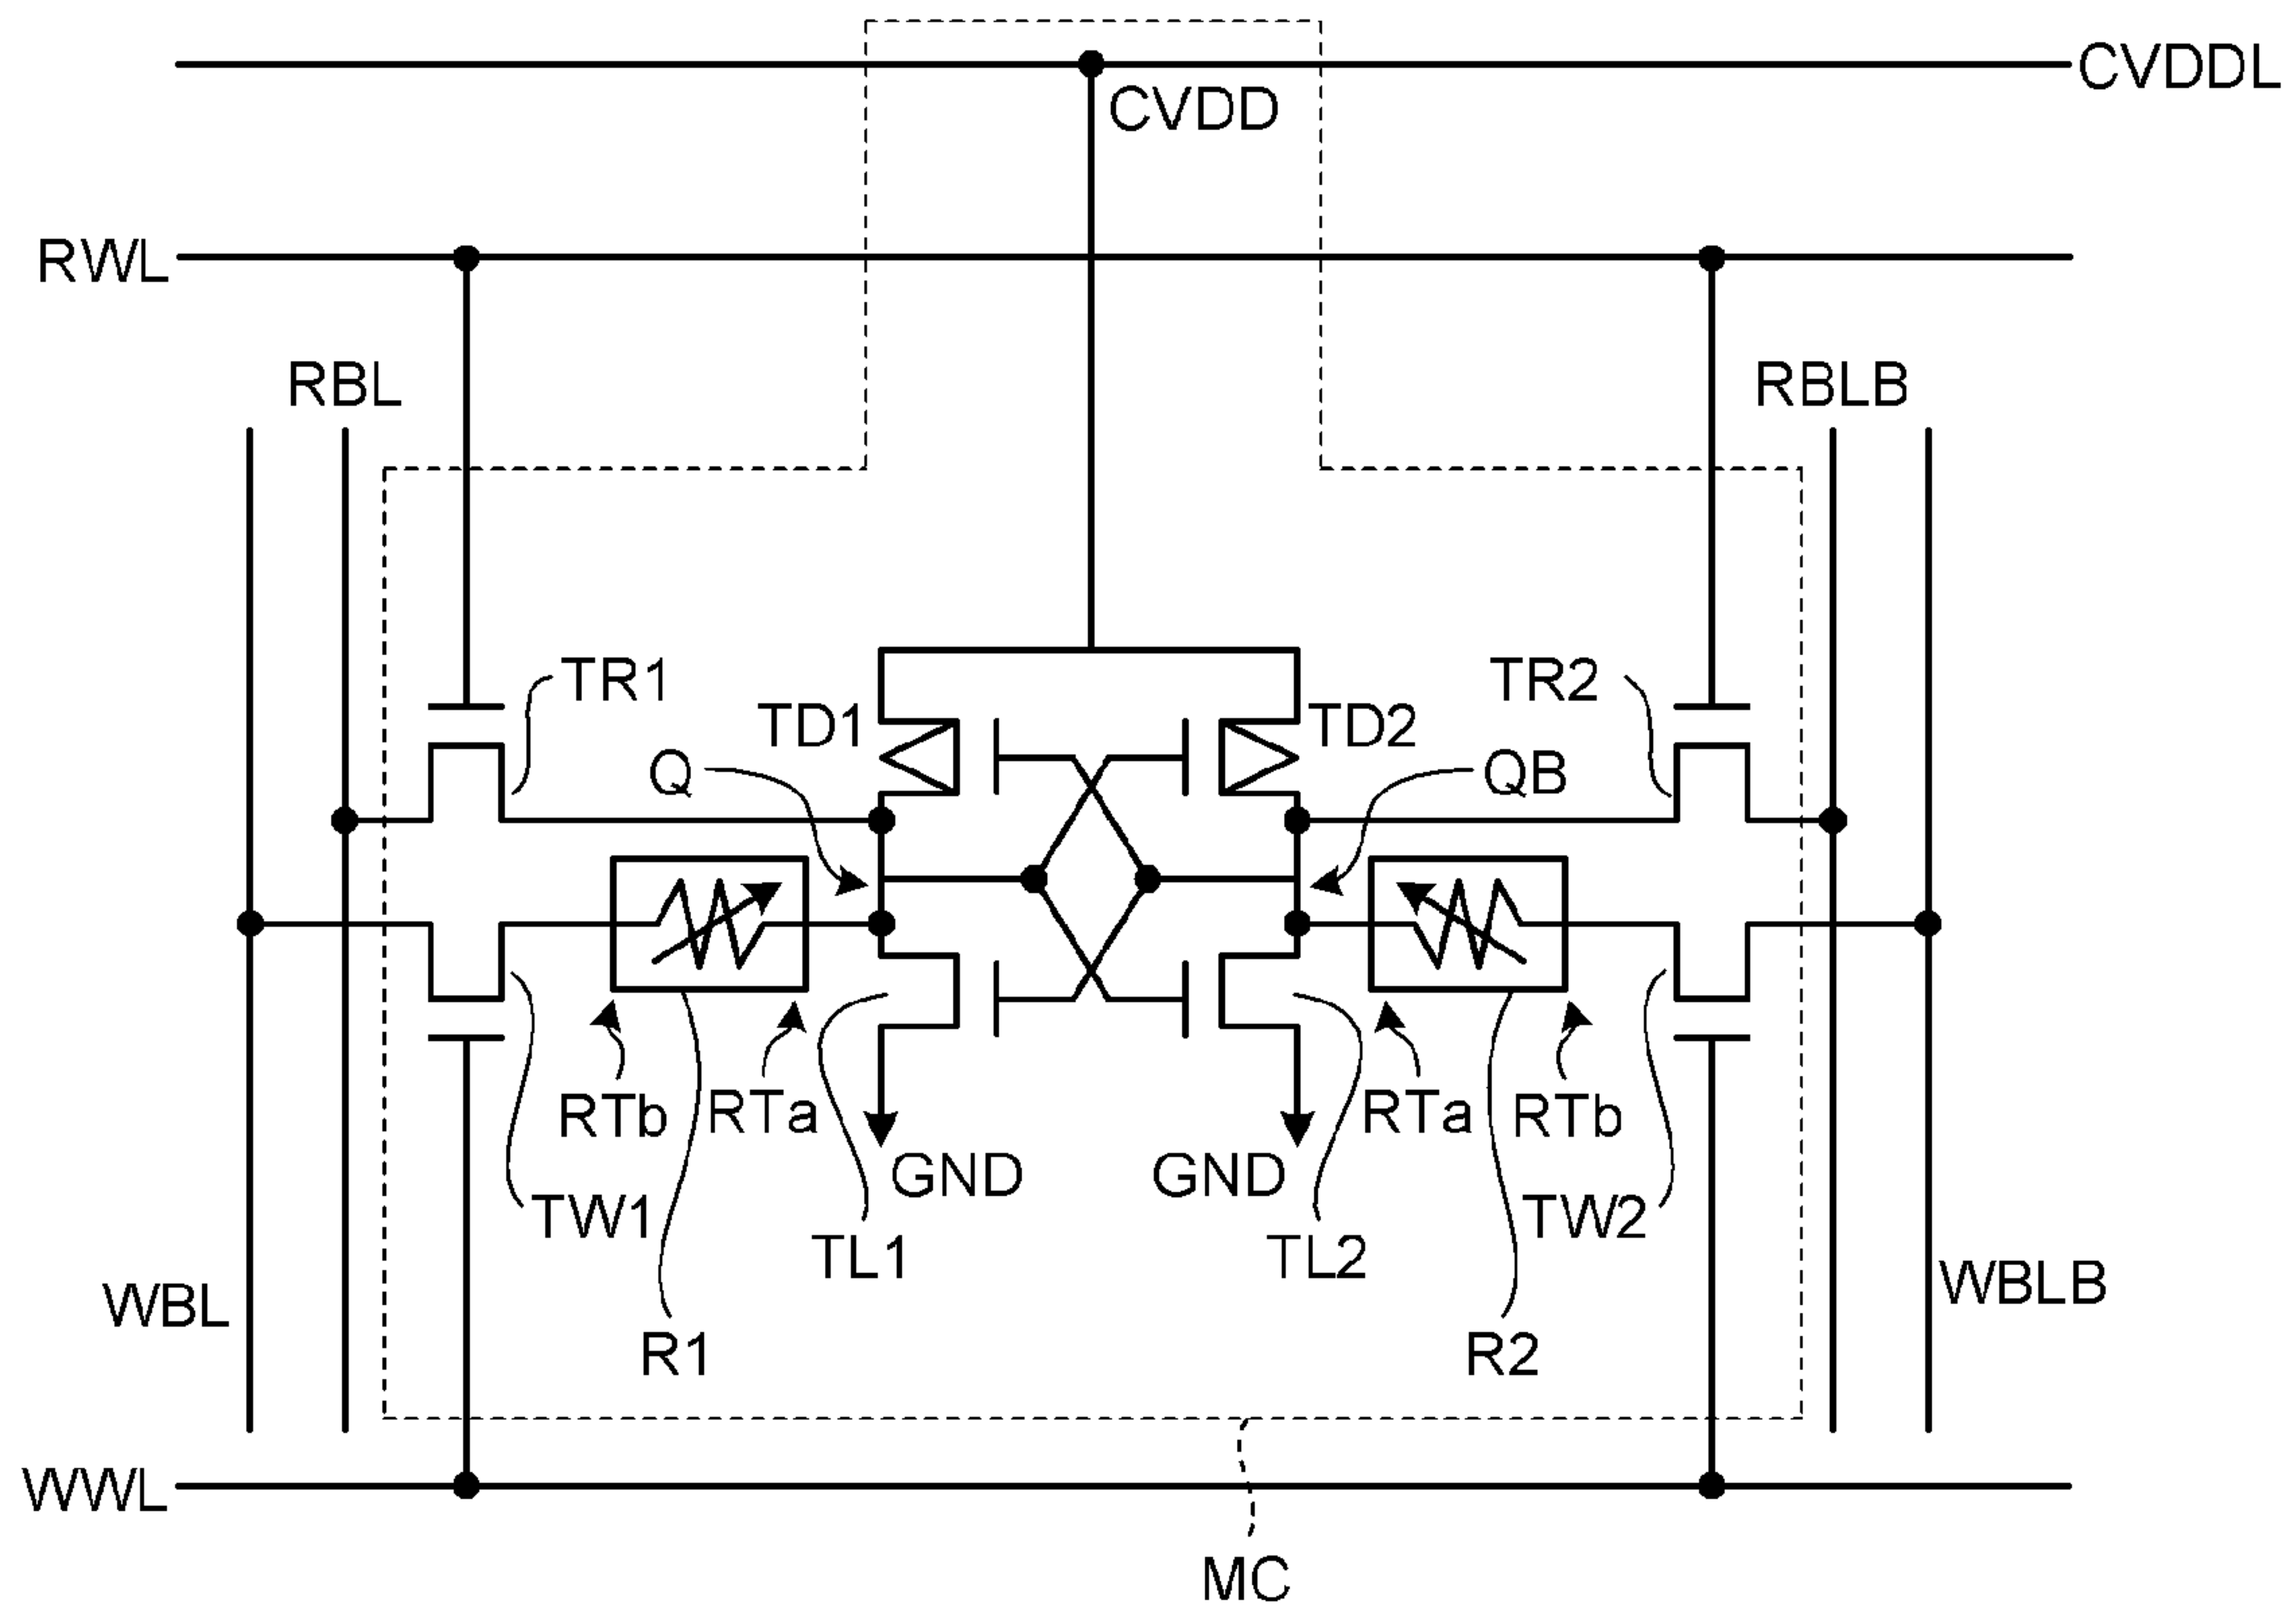 CVDDL
CVDD
RWL
RBL
RBLB
TR1
TR2
TD1
TD2
Q
QB
RTb
RTa
RTa
RTb
GND
GND
TW1
TW2
TL1
TL2
WBL
WBLB
R1
R2
WWL
MC